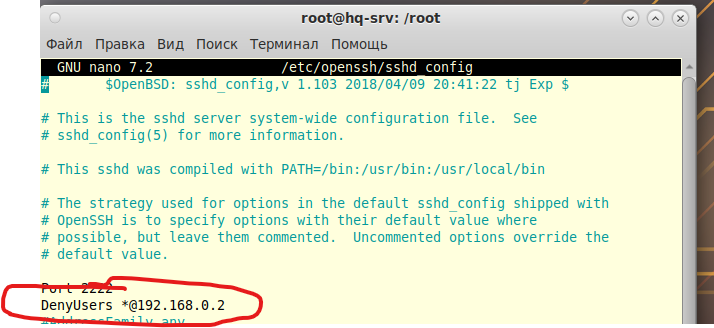 root@hq-srv: /root
Файл Правка Вид Поиск Терминал Помощь
GNU nano 7.2 /etc/openssh/sshd_config
# $OpenBSD: sshd_config,v 1.103 2018/04/09 20:41:22 tj Exp $
# This is the sshd server system-wide configuration file. See
# sshd_config(5) for more information.
# This sshd was compiled with PATH=/bin:/usr/bin:/usr/local/bin
# The strategy used for options in the default sshd_config shipped with
# OpenSSH is to specify options with their default value where
# possible, but leave them commented. Uncommented options override the
# default value.
Port 2222
DenyUsers *@192.168.0.2
#AddressFamily any